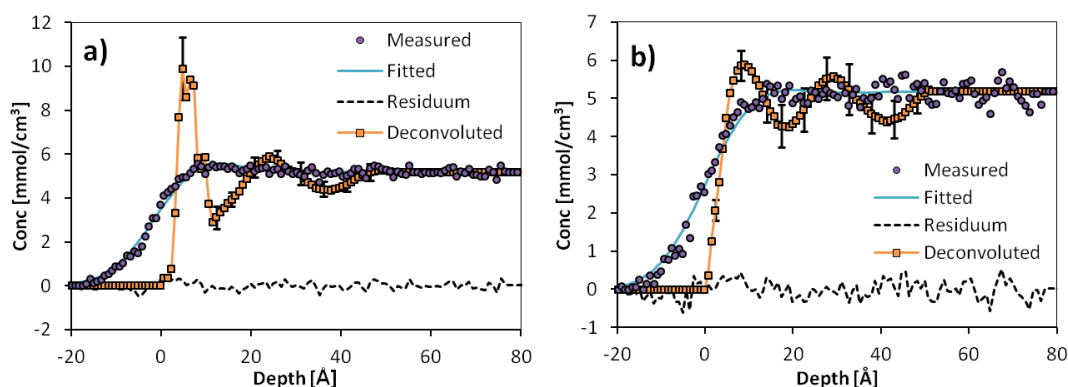 a)
Conc [mmol/cm³]
12
10
8
6
4
2
0
-2
-20 0 20 40 60 80
Depth [Å]
Measured
Fitted
Residuum
Deconvoluted
b)
Conc [mmol/cm³]
7
6
5
4
3
2
1
0
-1
-20 0 20 40 60 80
Depth [Å]
Measured
Fitted
Residuum
Deconvoluted